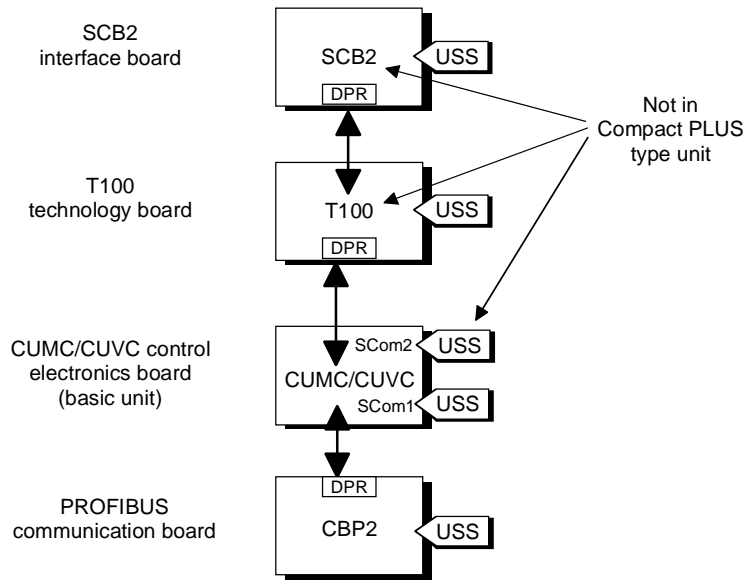 SCB2
interface board
SCB2
USS
DPR
Not in
Compact PLUS
type unit
T100
technology board
T100
USS
DPR
CUMC/CUVC control
electronics board
(basic unit)
SCom2
USS
CUMC/CUVC
SCom1
USS
PROFIBUS
communication board
DPR
CBP2
USS